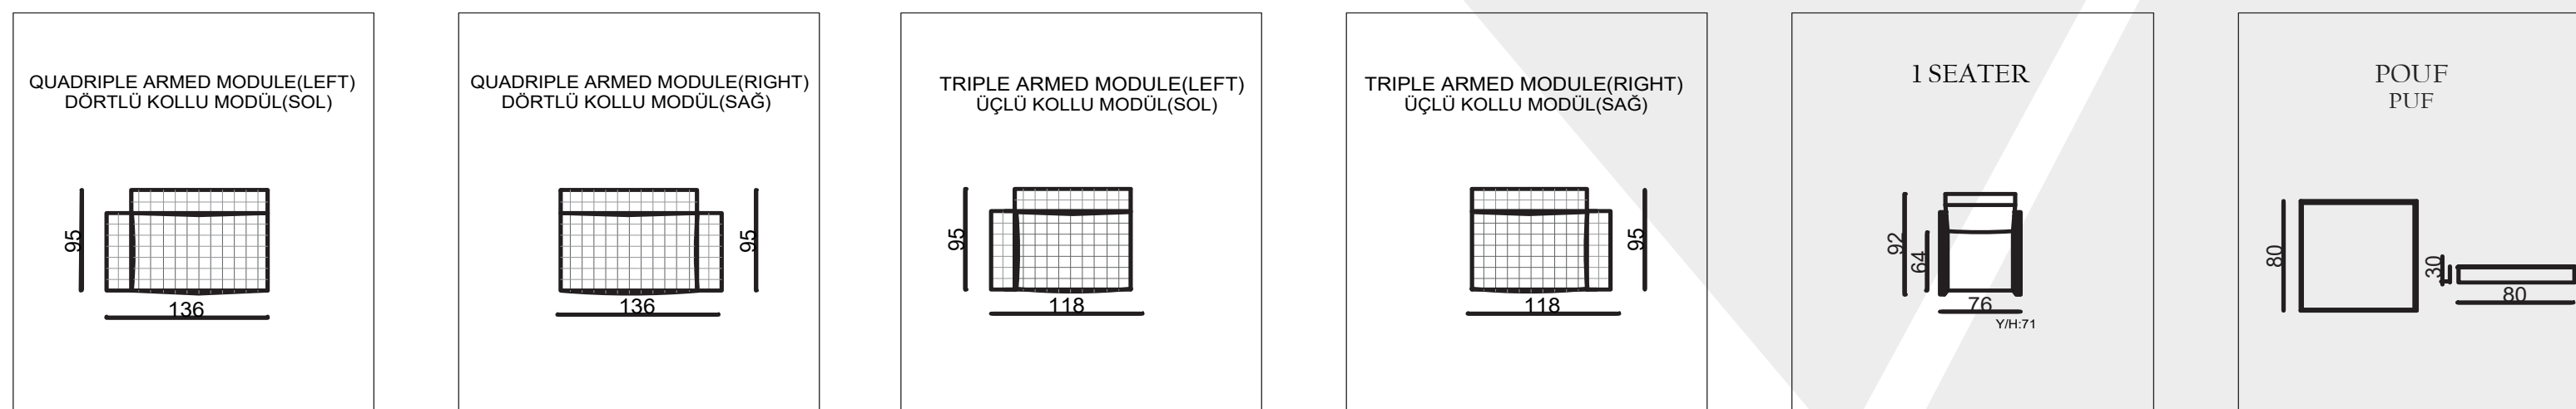 QUADRIPLE ARMED MODULE(LEFT)
DÖRTLÜ KOLLU MODÜL(SOL)
95
136
QUADRIPLE ARMED MODULE(RIGHT)
DÖRTLÜ KOLLU MODÜL(SAĞ)
95
136
TRIPLE ARMED MODULE(LEFT)
ÜÇLÜ KOLLU MODÜL(SOL)
95
118
TRIPLE ARMED MODULE(RIGHT)
ÜÇLÜ KOLLU MODÜL(SAĞ)
95
118
1 SEATER
92
64
76
Y/H:71
POUF
PUF
80
30
80